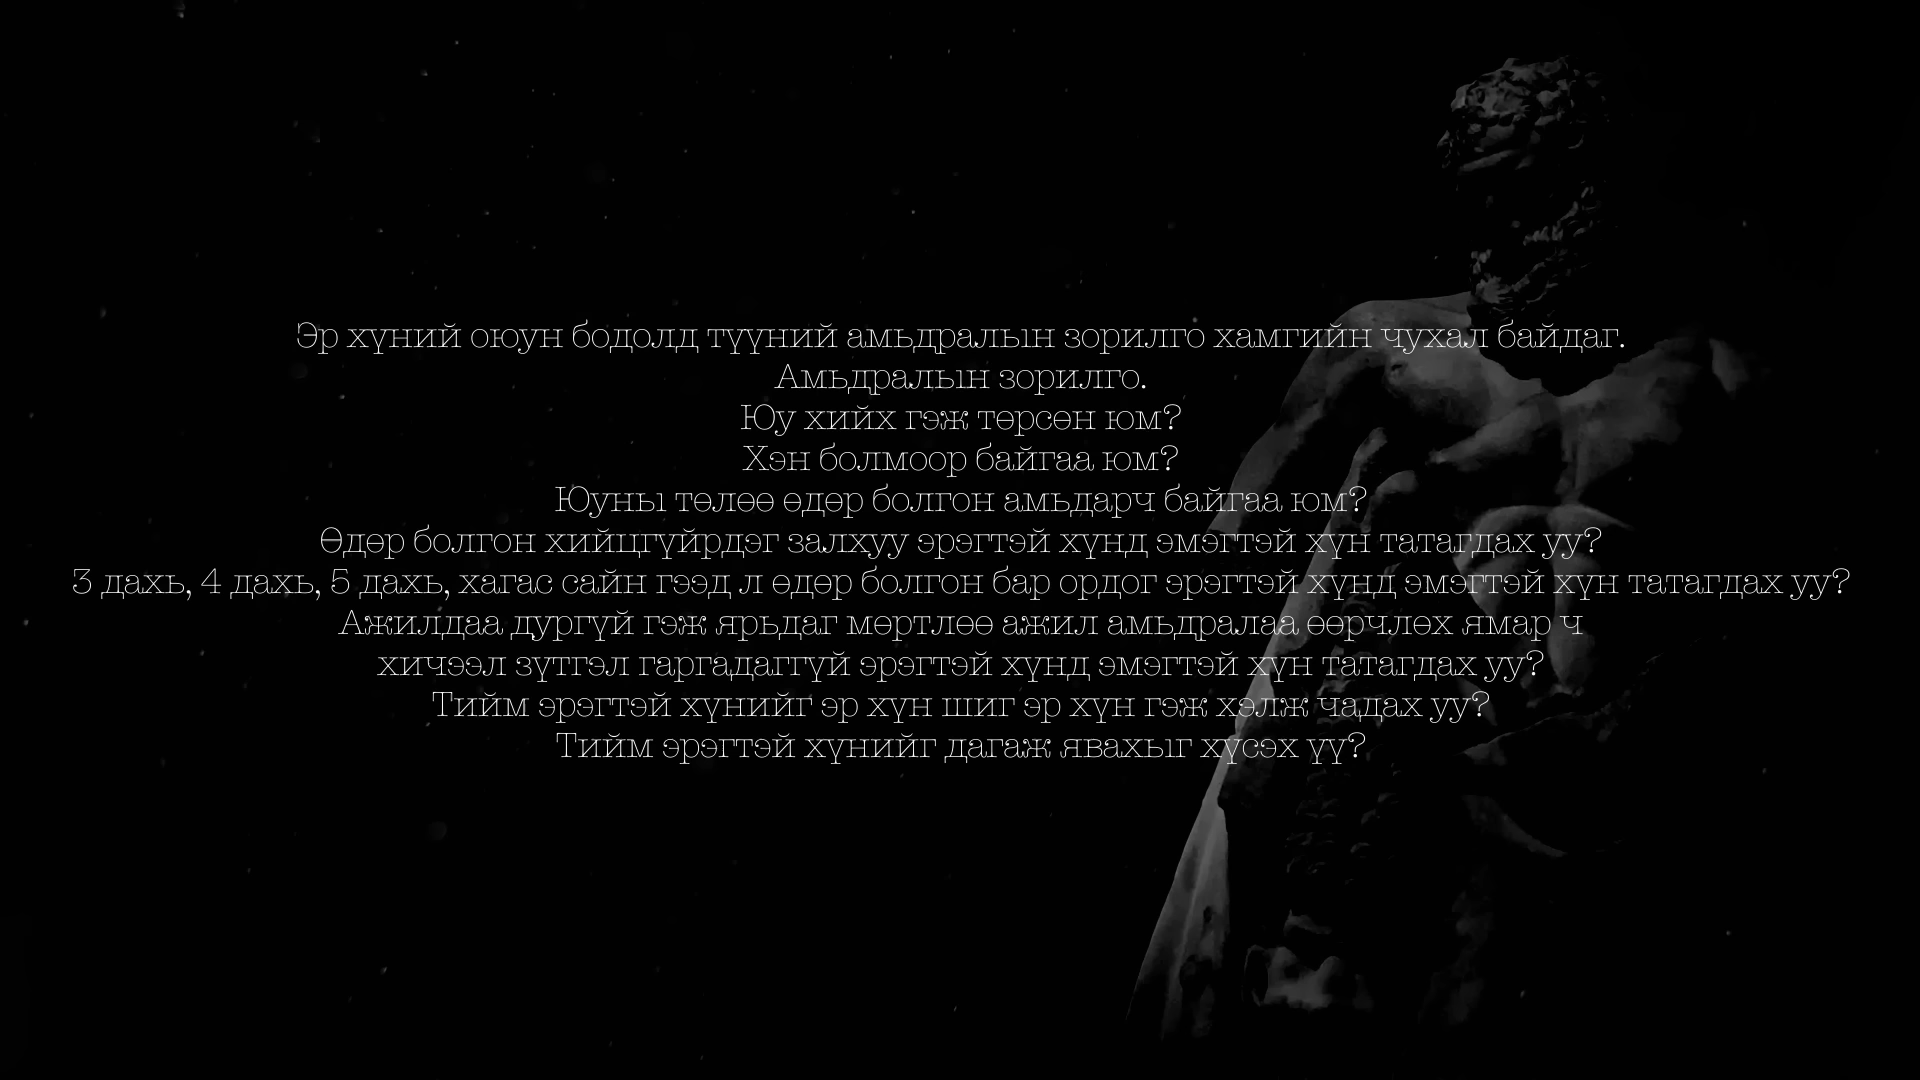 Эр хүний оюун бодолд түүний амьдралын зорилго хамгийн чухал байдаг.
Амьдралын зорилго.
Юу хийх гэж төрсөн юм?
Хэн болмоор байгаа юм?
Юуны төлөө өдөр болгон амьдарч байгаа юм?
Өдөр болгон хийцгүйрдэг залхуу эрэгтэй хүнд эмэгтэй хүн татагдах уу?
3 дахь, 4 дахь, 5 дахь, хагас сайн гээд л өдөр болгон бар ордог эрэгтэй хүнд эмэгтэй хүн татагдах уу?
Ажилдаа дургүй гэж ярьдаг мөртлөө ажил амьдралаа өөрчлөх ямар ч
хичээл зүтгэл гаргадаггүй эрэгтэй хүнд эмэгтэй хүн татагдах уу?
Тийм эрэгтэй хүнийг эр хүн шиг эр хүн гэж хэлж чадах уу?
Тийм эрэгтэй хүнийг дагаж явахыг хүсэх үү?